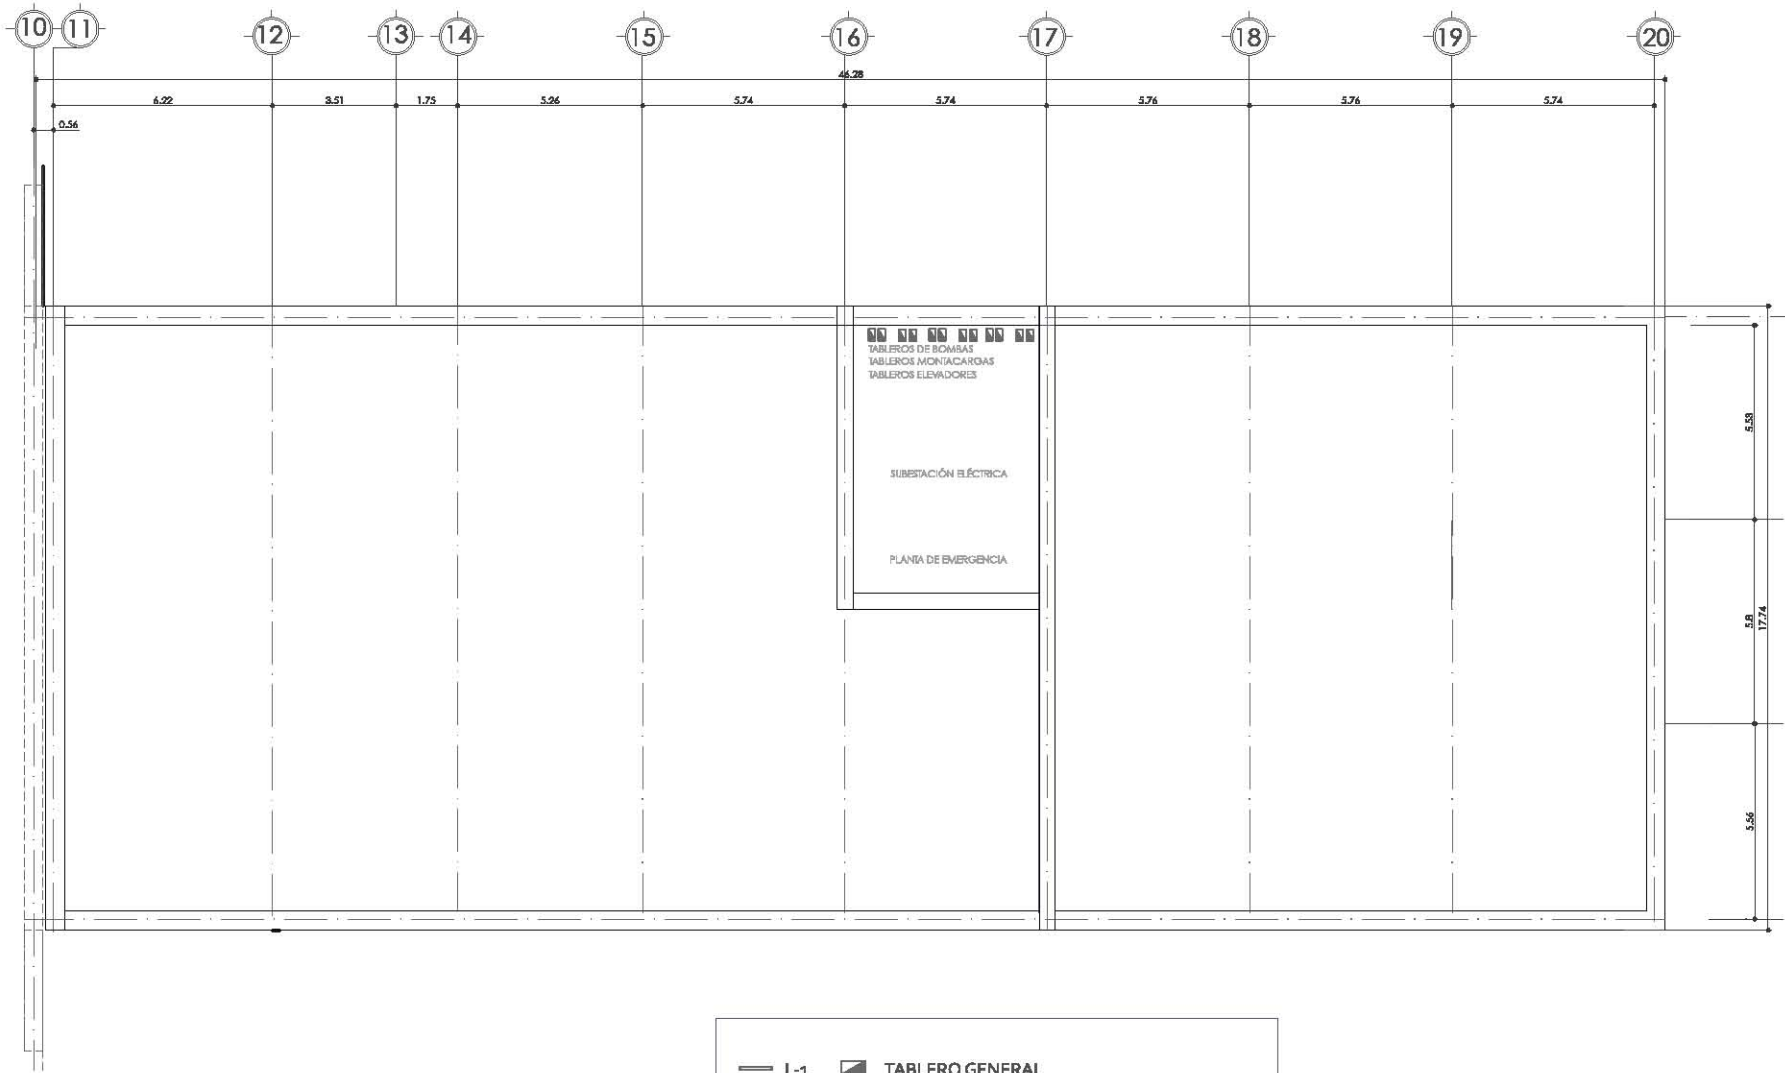 10 11 12 13 14 15 16 17 18 19 20
46.28
6.22 3.51 1.75 5.26 5.74 5.74 5.76 5.76 5.74
0.56
TABLEROS DE BOMBAS
TABLEROS MONTACARGAS
TABLEROS ELEVADORES
5.53
SUBESTACIÓN ELÉCTRICA
PLANTA DE EMERGENCIA
5.8
17.74
5.56
L-1 TABLERO GENERAL